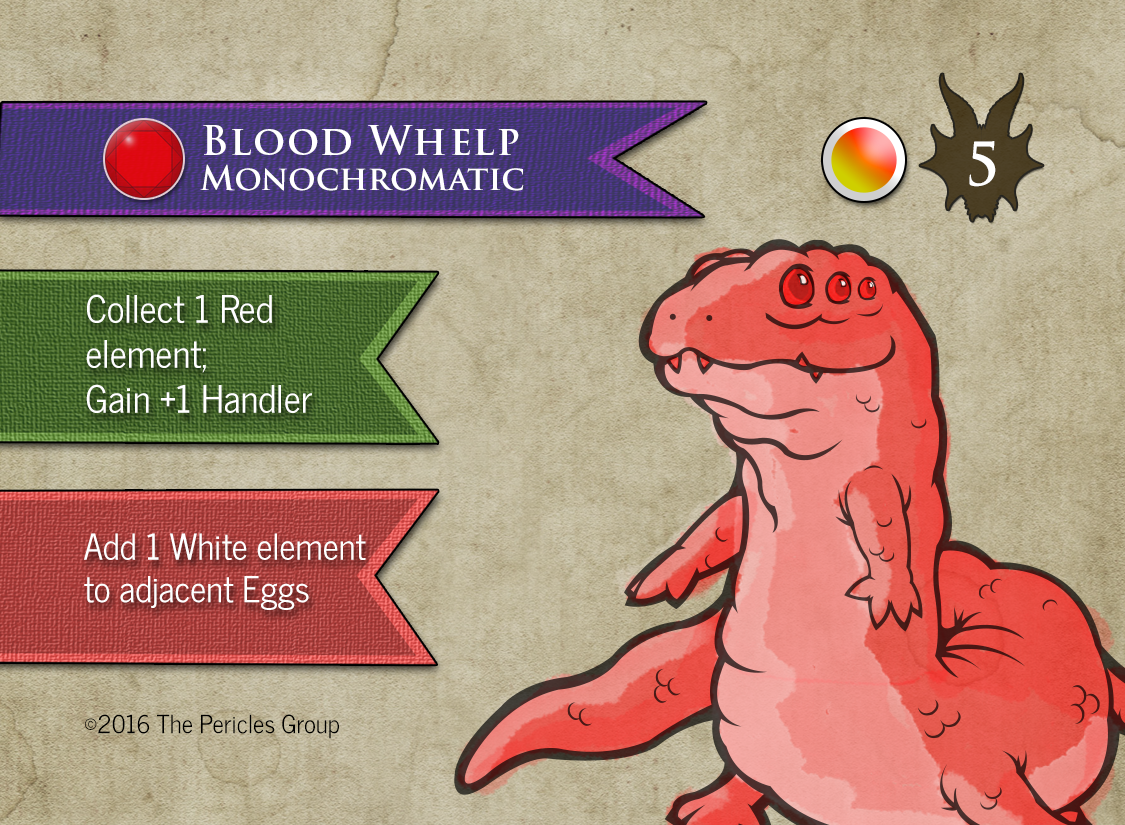 Blood Whelp
Monochromatic
5
Collect 1 Red
element;
Gain +1 Handler
Add 1 White element
to adjacent Eggs
©2016 The Pericles Group